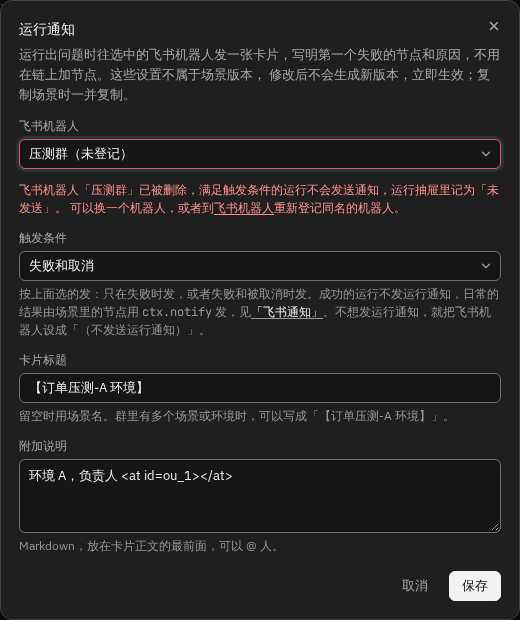 运行通知
运行出问题时往选中的飞书机器人发一张卡片，写明第一个失败的节点和原因，不用
在链上加节点。这些设置不属于场景版本， 修改后不会生成新版本，立即生效；复
制场景时一并复制。
飞书机器人
压测群（未登记）
飞书机器人「压测群」已被删除，满足触发条件的运行不会发送通知，运行抽屉里记为「未
发送」。 可以换一个机器人，或者到飞书机器人重新登记同名的机器人。
触发条件
失败和取消
按上面选的发：只在失败时发，或者失败和被取消时发。成功的运行不发运行通知，日常的
结果由场景里的节点用 ctx.notify 发，见「飞书通知」。不想发运行通知，就把飞书机
器人设成「（不发送运行通知）」。
卡片标题
【订单压测-A 环境】
留空时用场景名。群里有多个场景或环境时，可以写成「【订单压测-A 环境】」。
附加说明
环境 A，负责人 <at id=ou_1></at>
Markdown，放在卡片正文的最前面，可以 @ 人。
取消
保存